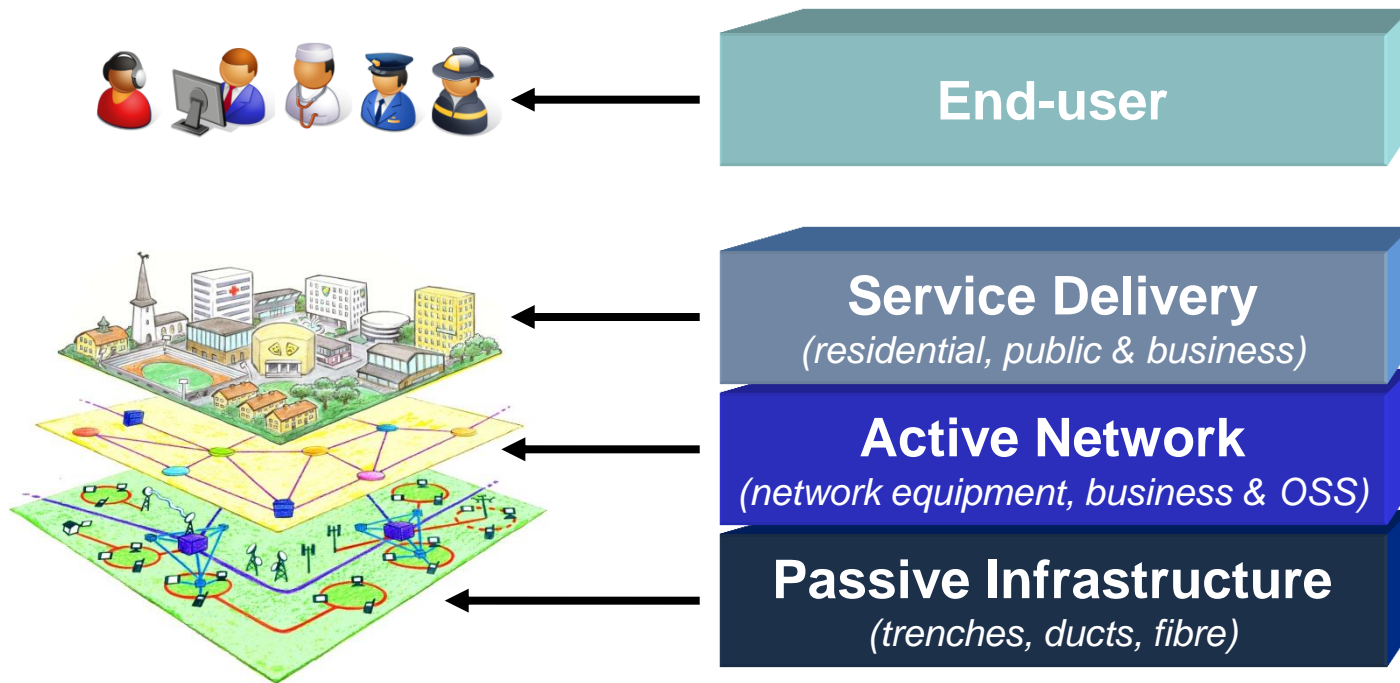 End-user
Service Delivery
(residential, public & business)
Active Network
(network equipment, business & OSS)
Passive Infrastructure
(trenches, ducts, fibre)